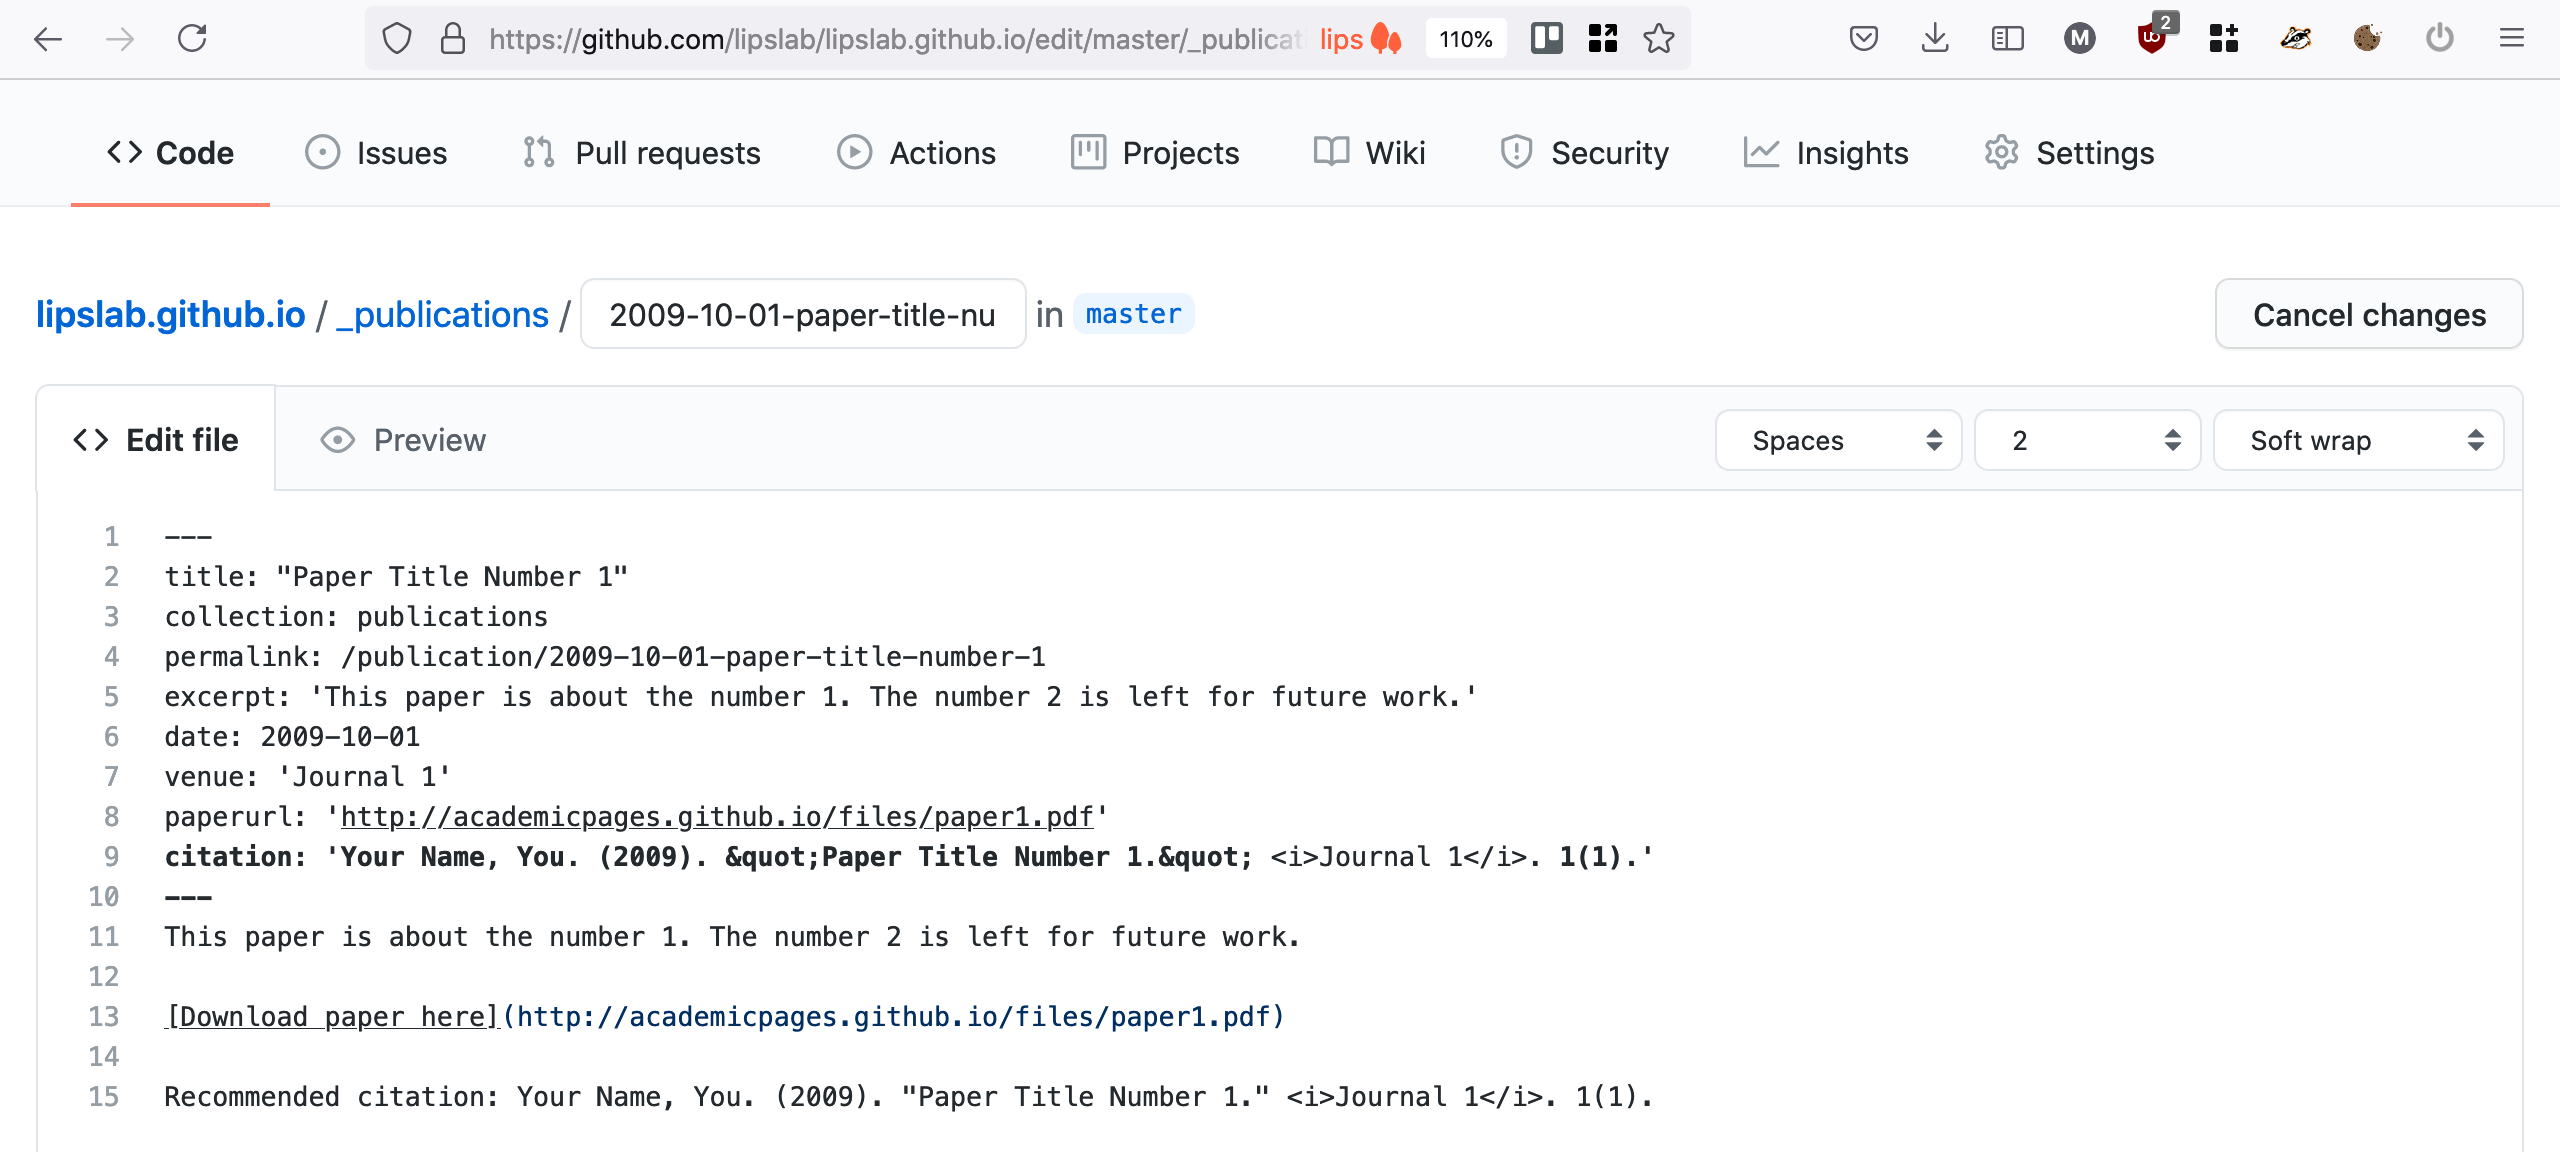 https://github.com/lipslab/lipslab.github.io/edit/master/_publicat lips 110% M 2
Code Issues Pull requests Actions Projects Wiki Security Insights Settings
lipslab.github.io / _publications / 2009-10-01-paper-title-nu in master Cancel changes
<> Edit file Preview Spaces 2 Soft wrap
1 ---
2 title: "Paper Title Number 1"
3 collection: publications
4 permalink: /publication/2009-10-01-paper-title-number-1
5 excerpt: 'This paper is about the number 1. The number 2 is left for future work.'
6 date: 2009-10-01
7 venue: 'Journal 1'
8 paperurl: 'http://academicpages.github.io/files/paper1.pdf'
9 citation: 'Your Name, You. (2009). &quot;Paper Title Number 1.&quot; <i>Journal 1</i>. 1(1).'
10 ---
11 This paper is about the number 1. The number 2 is left for future work.
12
13 [Download paper here](http://academicpages.github.io/files/paper1.pdf)
14
15 Recommended citation: Your Name, You. (2009). "Paper Title Number 1." <i>Journal 1</i>. 1(1).